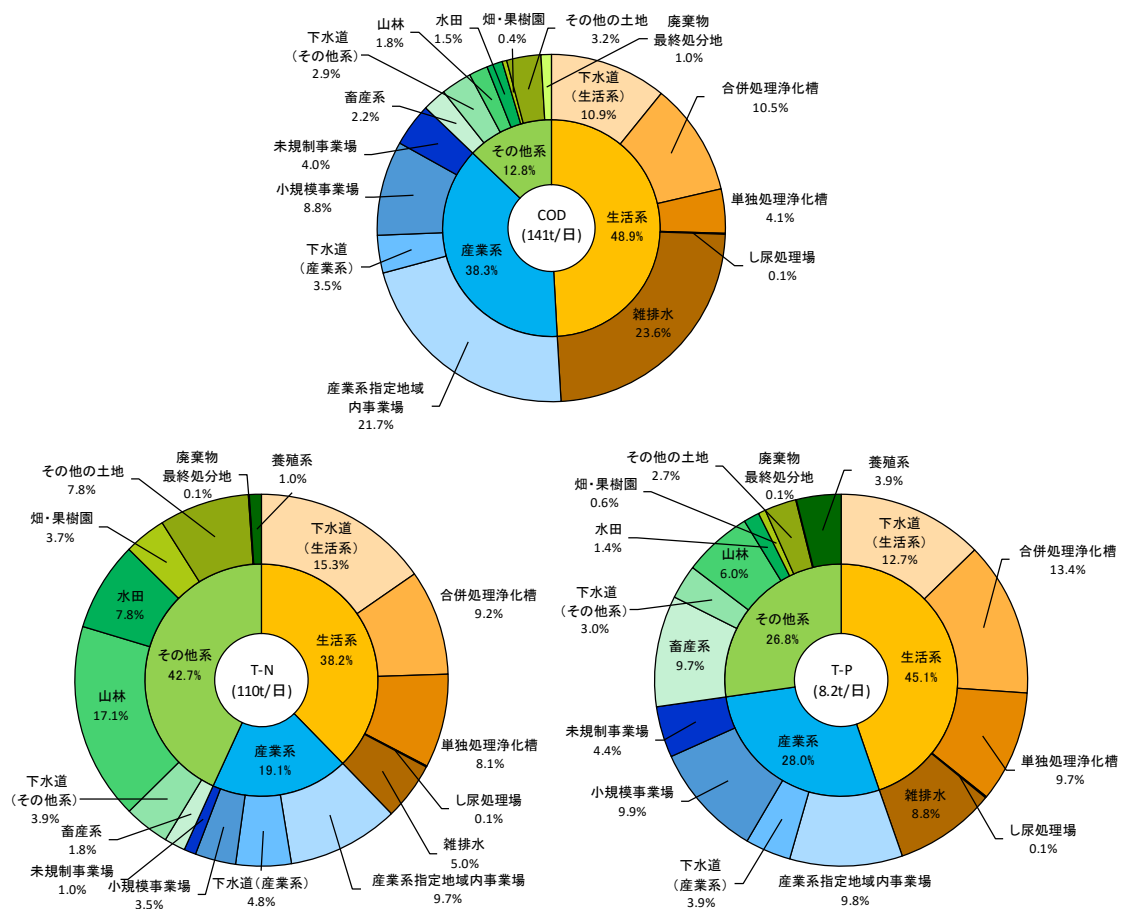 下水道
（生活系）
10.9%
合併処理浄化槽
10.5%
単独処理浄化槽
4.1%
し尿処理場
0.1%
雑排水
23.6%
産業系指定地域
内事業場
21.7%
下水道
（産業系）
3.5%
小規模事業場
8.8%
未規制事業場
4.0%
畜産系
2.2%
下水道
（その他系）
2.9%
山林
1.8%
水田
1.5%
畑・果樹園
0.4%
その他の土地
3.2%
廃棄物
最終処分地
1.0%
生活系
48.9%
産業系
38.3%
その他系
12.8%
COD
(141t/日)
下水道
（生活系）
15.3%
合併処理浄化槽
9.2%
単独処理浄化槽
8.1%
し尿処理場
0.1%
雑排水
5.0%
産業系指定地域内事業場
9.7%
下水道（産業系）
4.8%
小規模事業場
3.5%
未規制事業場
1.0%
畜産系
1.8%
下水道
（その他系）
3.9%
山林
17.1%
水田
7.8%
畑・果樹園
3.7%
その他の土地
7.8%
廃棄物
最終処分地
0.1%
養殖系
1.0%
生活系
38.2%
産業系
19.1%
その他系
42.7%
T-N
(110t/日)
下水道
（生活系）
12.7%
合併処理浄化槽
13.4%
単独処理浄化槽
9.7%
し尿処理場
0.1%
雑排水
8.8%
産業系指定地域内事業場
9.8%
下水道
（産業系）
3.9%
小規模事業場
9.9%
未規制事業場
4.4%
畜産系
9.7%
下水道
（その他系）
3.0%
山林
6.0%
水田
1.4%
畑・果樹園
0.6%
その他の土地
2.7%
廃棄物
最終処分地
0.1%
養殖系
3.9%
生活系
45.1%
産業系
28.0%
その他系
26.8%
T-P
(8.2t/日)